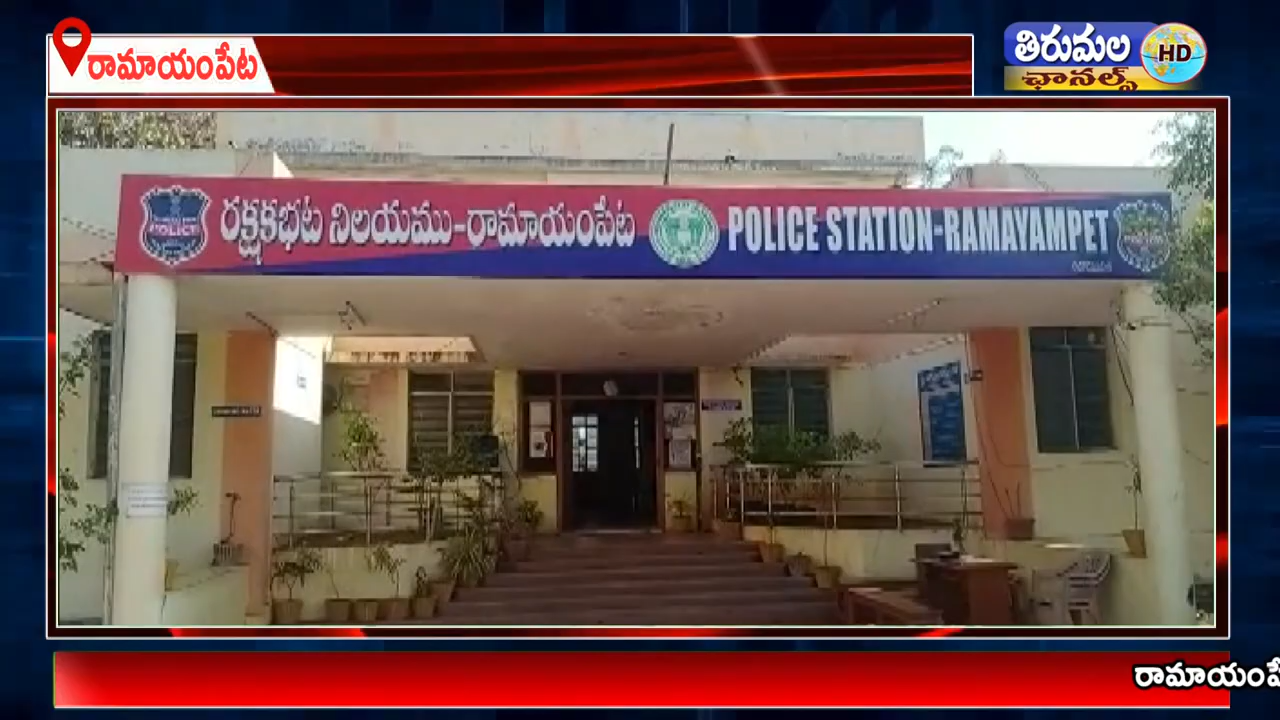 రామాయంపేట
తిరుమల
ఛానల్స్
HD
POLICE
రక్షకభట నిలయము-రామాయంపేట
POLICE STATION-RAMAYAMPET
రామాయంపే